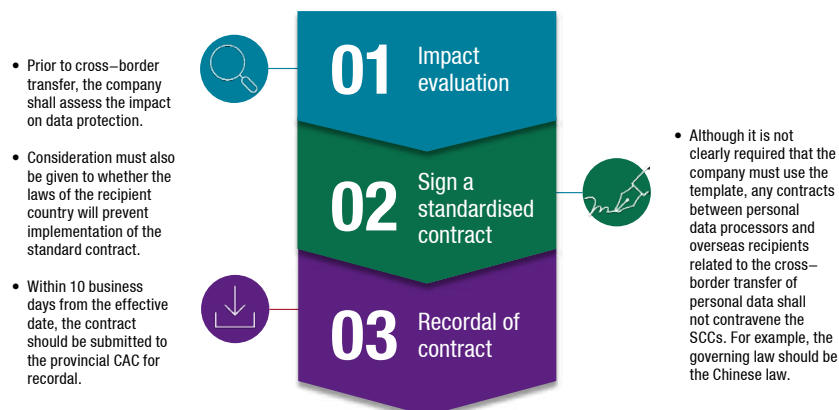 • Prior to cross–border
transfer, the company
shall assess the impact
on data protection.
• Consideration must also
be given to whether the
laws of the recipient
country will prevent
implementation of the
standard contract.
• Within 10 business
days from the effective
date, the contract
should be submitted to
the provincial CAC for
recordal.
01
Impact
evaluation
02
Sign a
standardised
contract
03
Recordal of
contract
• Although it is not
clearly required that the
company must use the
template, any contracts
between personal
data processors and
overseas recipients
related to the cross–
border transfer of
personal data shall
not contravene the
SCCs. For example, the
governing law should be
the Chinese law.